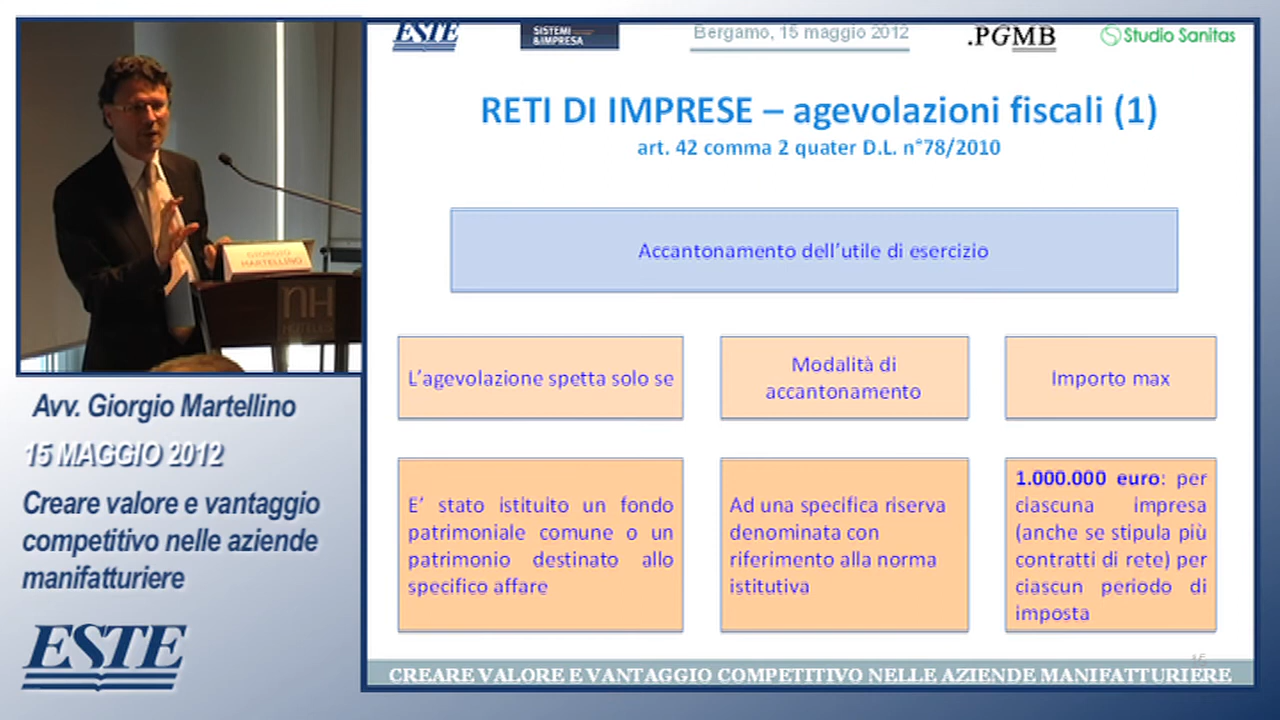 ESTE
SISTEMI
&IMPRESA
Bergamo, 15 maggio 2012
.PGMB
Studio Sanitas
RETI DI IMPRESE – agevolazioni fiscali (1)
art. 42 comma 2 quater D.L. n°78/2010
Accantonamento dell'utile di esercizio
L'agevolazione spetta solo se
Modalità di
accantonamento
Importo max
E' stato istituito un fondo
patrimoniale comune o un
patrimonio destinato allo
specifico affare
Ad una specifica riserva
denominata con
riferimento alla norma
istitutiva
1.000.000 euro: per
ciascuna impresa
(anche se stipula più
contratti di rete) per
ciascun periodo di
imposta
16
CREARE VALORE E VANTAGGIO COMPETITIVO NELLE AZIENDE MANIFATTURIERE
GIORGIO
MARTELLINO
nH
HOTELES
Avv. Giorgio Martellino
15 MAGGIO 2012
Creare valore e vantaggio
competitivo nelle aziende
manifatturiere
ESTE